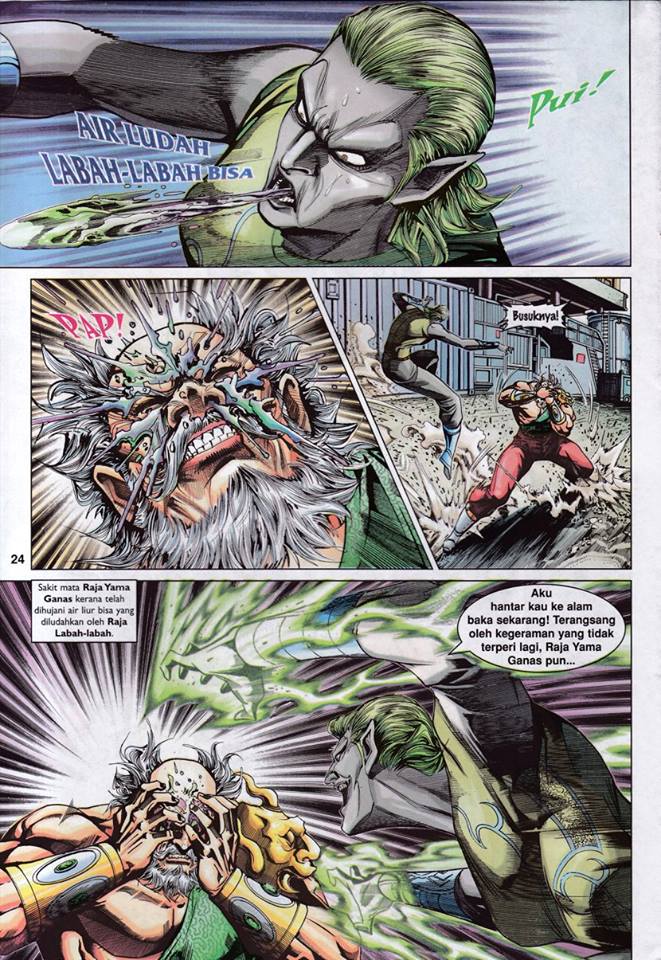 Pui!
AIR LUDAH
LABAH-LABAH BISA
PAP!
Busuknya!
24
Sakit mata Raja Yama
Ganas kerana telah
dihujani air liur bisa yang
diludahkan oleh Raja
Labah-labah.
Aku
hantar kau ke alam
baka sekarang! Terangsang
oleh kegeraman yang tidak
terperi lagi, Raja Yama
Ganas pun...